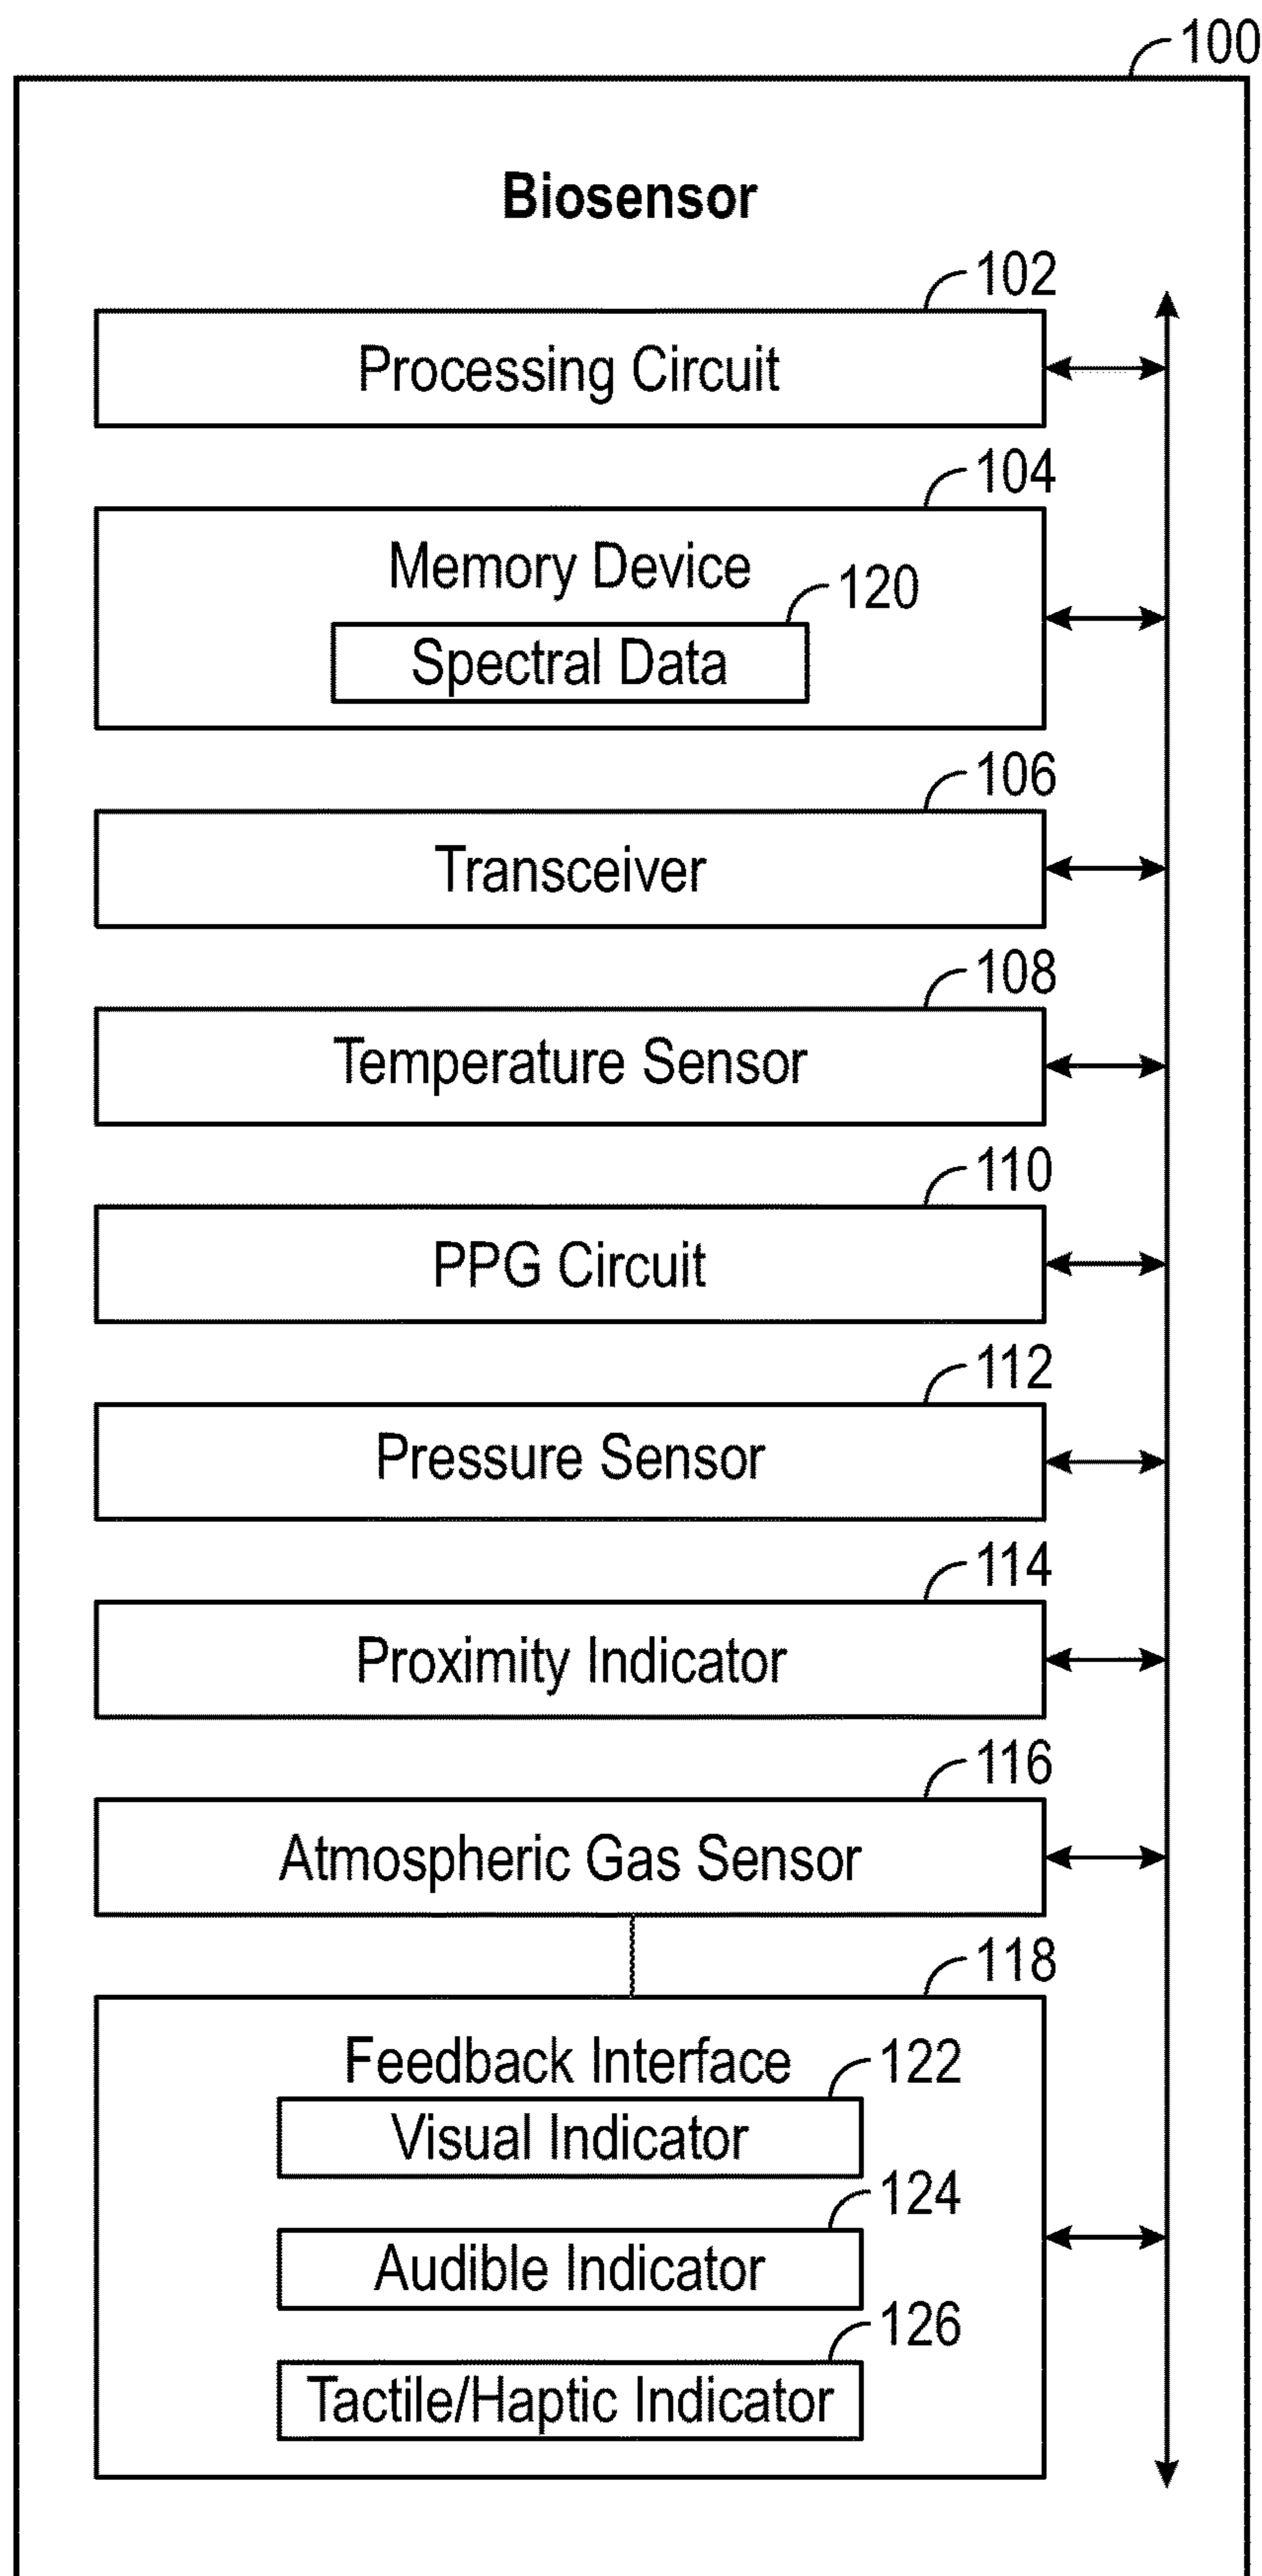 100
Biosensor
102
Processing Circuit
104
Memory Device
120
Spectral Data
106
Transceiver
108
Temperature Sensor
110
PPG Circuit
112
Pressure Sensor
114
Proximity Indicator
116
Atmospheric Gas Sensor
118
Feedback Interface
122
Visual Indicator
124
Audible Indicator
126
Tactile/Haptic Indicator